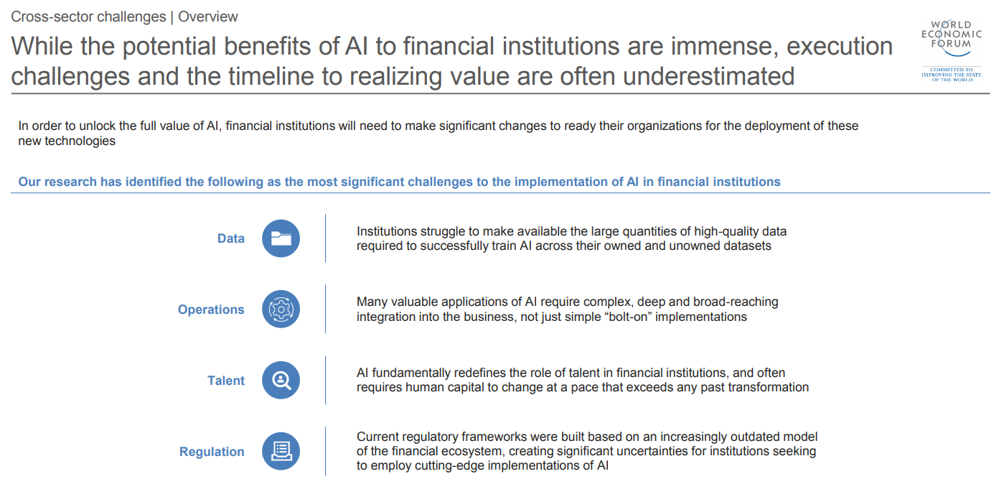 Cross-sector challenges | Overview
While the potential benefits of AI to financial institutions are immense, execution
challenges and the timeline to realizing value are often underestimated
WORLD
ECONOMIC
FORUM
COMMITTED TO
IMPROVING THE STATE
OF THE WORLD
In order to unlock the full value of AI, financial institutions will need to make significant changes to ready their organizations for the deployment of these
new technologies
Our research has identified the following as the most significant challenges to the implementation of AI in financial institutions
Data
Institutions struggle to make available the large quantities of high-quality data
required to successfully train AI across their owned and unowned datasets
Operations
Many valuable applications of AI require complex, deep and broad-reaching
integration into the business, not just simple “bolt-on” implementations
Talent
AI fundamentally redefines the role of talent in financial institutions, and often
requires human capital to change at a pace that exceeds any past transformation
Regulation
Current regulatory frameworks were built based on an increasingly outdated model
of the financial ecosystem, creating significant uncertainties for institutions seeking
to employ cutting-edge implementations of AI